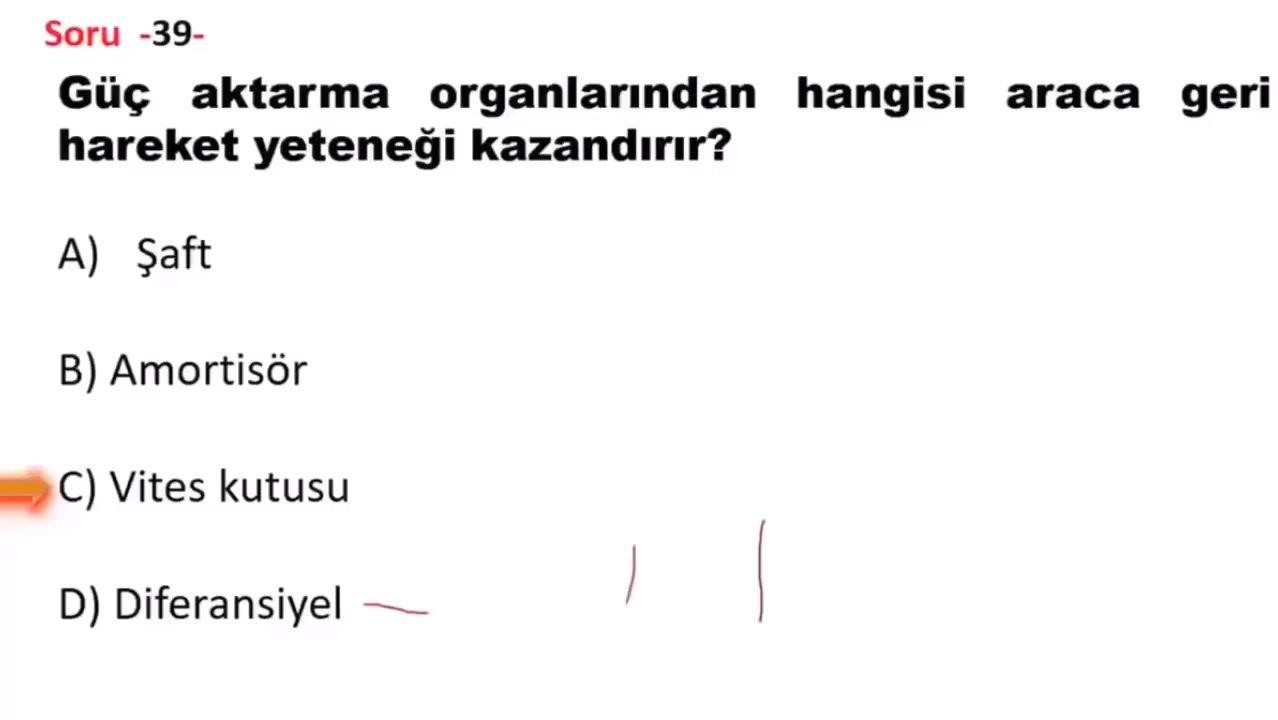 Soru -39-
Güç aktarma organlarından hangisi araca geri
hareket yeteneği kazandırır?
A) Şaft
B) Amortisör
C) Vites kutusu
D) Diferansiyel